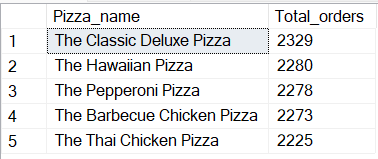 Pizza_name Total_orders
1 The Classic Deluxe Pizza 2329
2 The Hawaiian Pizza 2280
3 The Pepperoni Pizza 2278
4 The Barbecue Chicken Pizza 2273
5 The Thai Chicken Pizza 2225